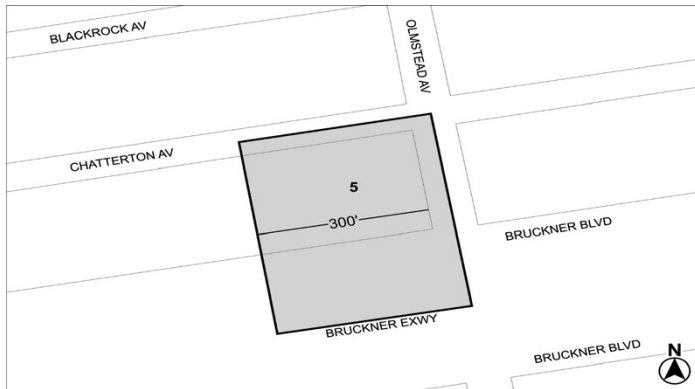 BLACKROCK AV
OLMSTEAD AV
CHATTERTON AV
5
300'
BRUCKNER BLVD
BRUCKNER EXWY
BRUCKNER BLVD
N